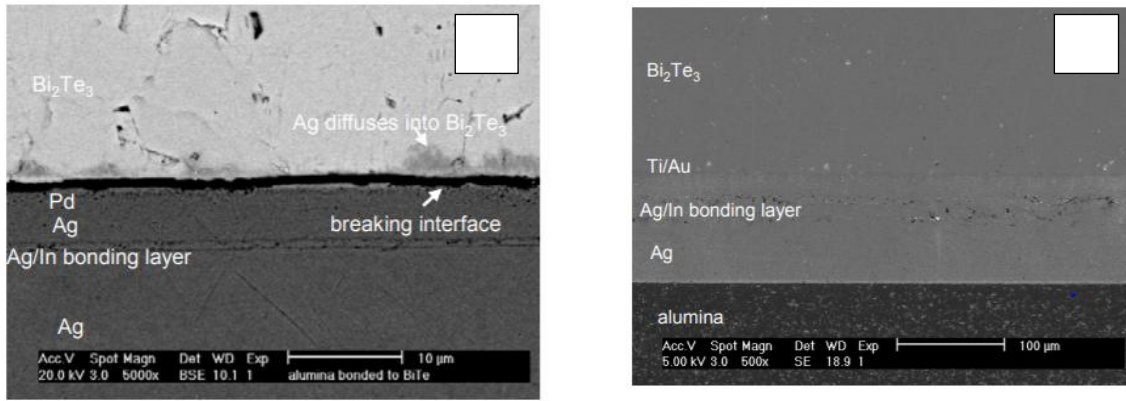 Bi2Te3
Ag diffuses into Bi2Te3
Pd
Ag
breaking interface
Ag/In bonding layer
Ag
Acc.V Spot Magn Det WD Exp 10 µm
20.0 kV 3.0 5000x BSE 10.1 1 alumina bonded to BiTe
Bi2Te3
Ti/Au
Ag/In bonding layer
Ag
alumina
Acc.V Spot Magn Det WD Exp 100 µm
5.00 kV 3.0 500x SE 18.9 1